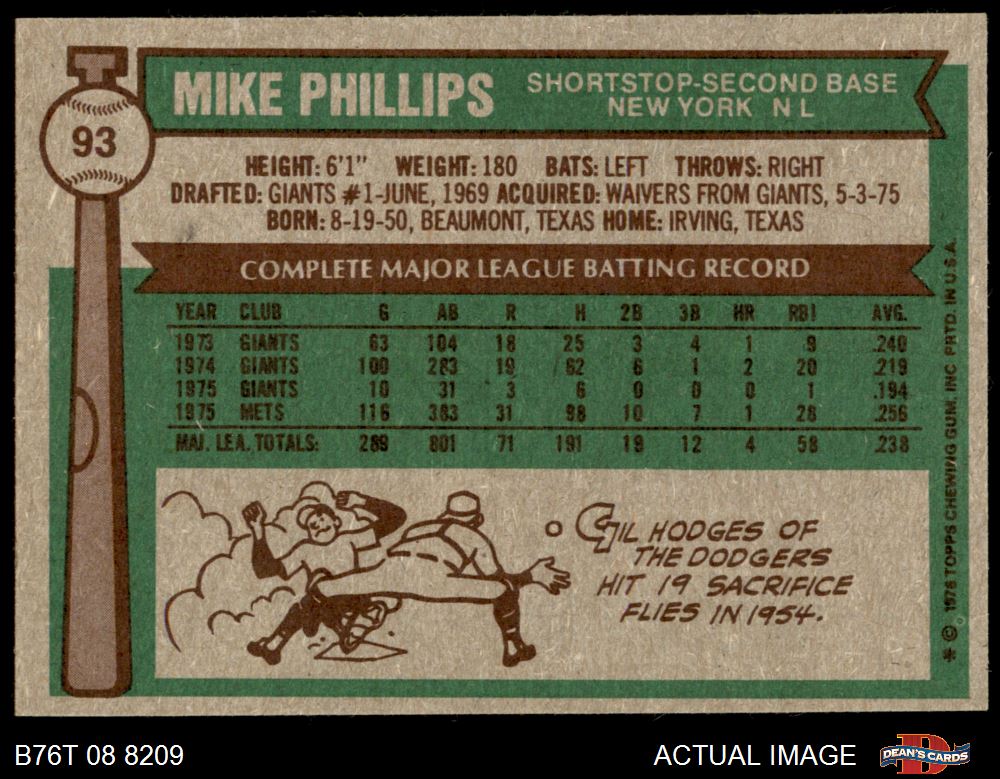 93
MIKE PHILLIPS
SHORTSTOP-SECOND BASE
NEW YORK N L
HEIGHT: 6'1" WEIGHT: 180 BATS: LEFT THROWS: RIGHT
DRAFTED: GIANTS #1-JUNE, 1969 ACQUIRED: WAIVERS FROM GIANTS, 5-3-75
BORN: 8-19-50, BEAUMONT, TEXAS HOME: IRVING, TEXAS
COMPLETE MAJOR LEAGUE BATTING RECORD
YEAR CLUB G AB R H 2B 3B HR RBI AVG.
1973 GIANTS 63 104 18 25 3 4 1 9 .240
1974 GIANTS 100 283 19 62 6 1 2 20 .219
1975 GIANTS 10 31 3 6 0 0 0 1 .194
1975 METS 116 383 31 98 10 7 1 28 .256
MAJ. LEA. TOTALS: 289 801 71 191 19 12 4 58 .238
GIL HODGES OF
THE DODGERS
HIT 19 SACRIFICE
FLIES IN 1954.
* © 1976 TOPPS CHEWING GUM, INC PRTD. IN U.S.A.
B76T 08 8209
ACTUAL IMAGE
DEAN'S CARDS